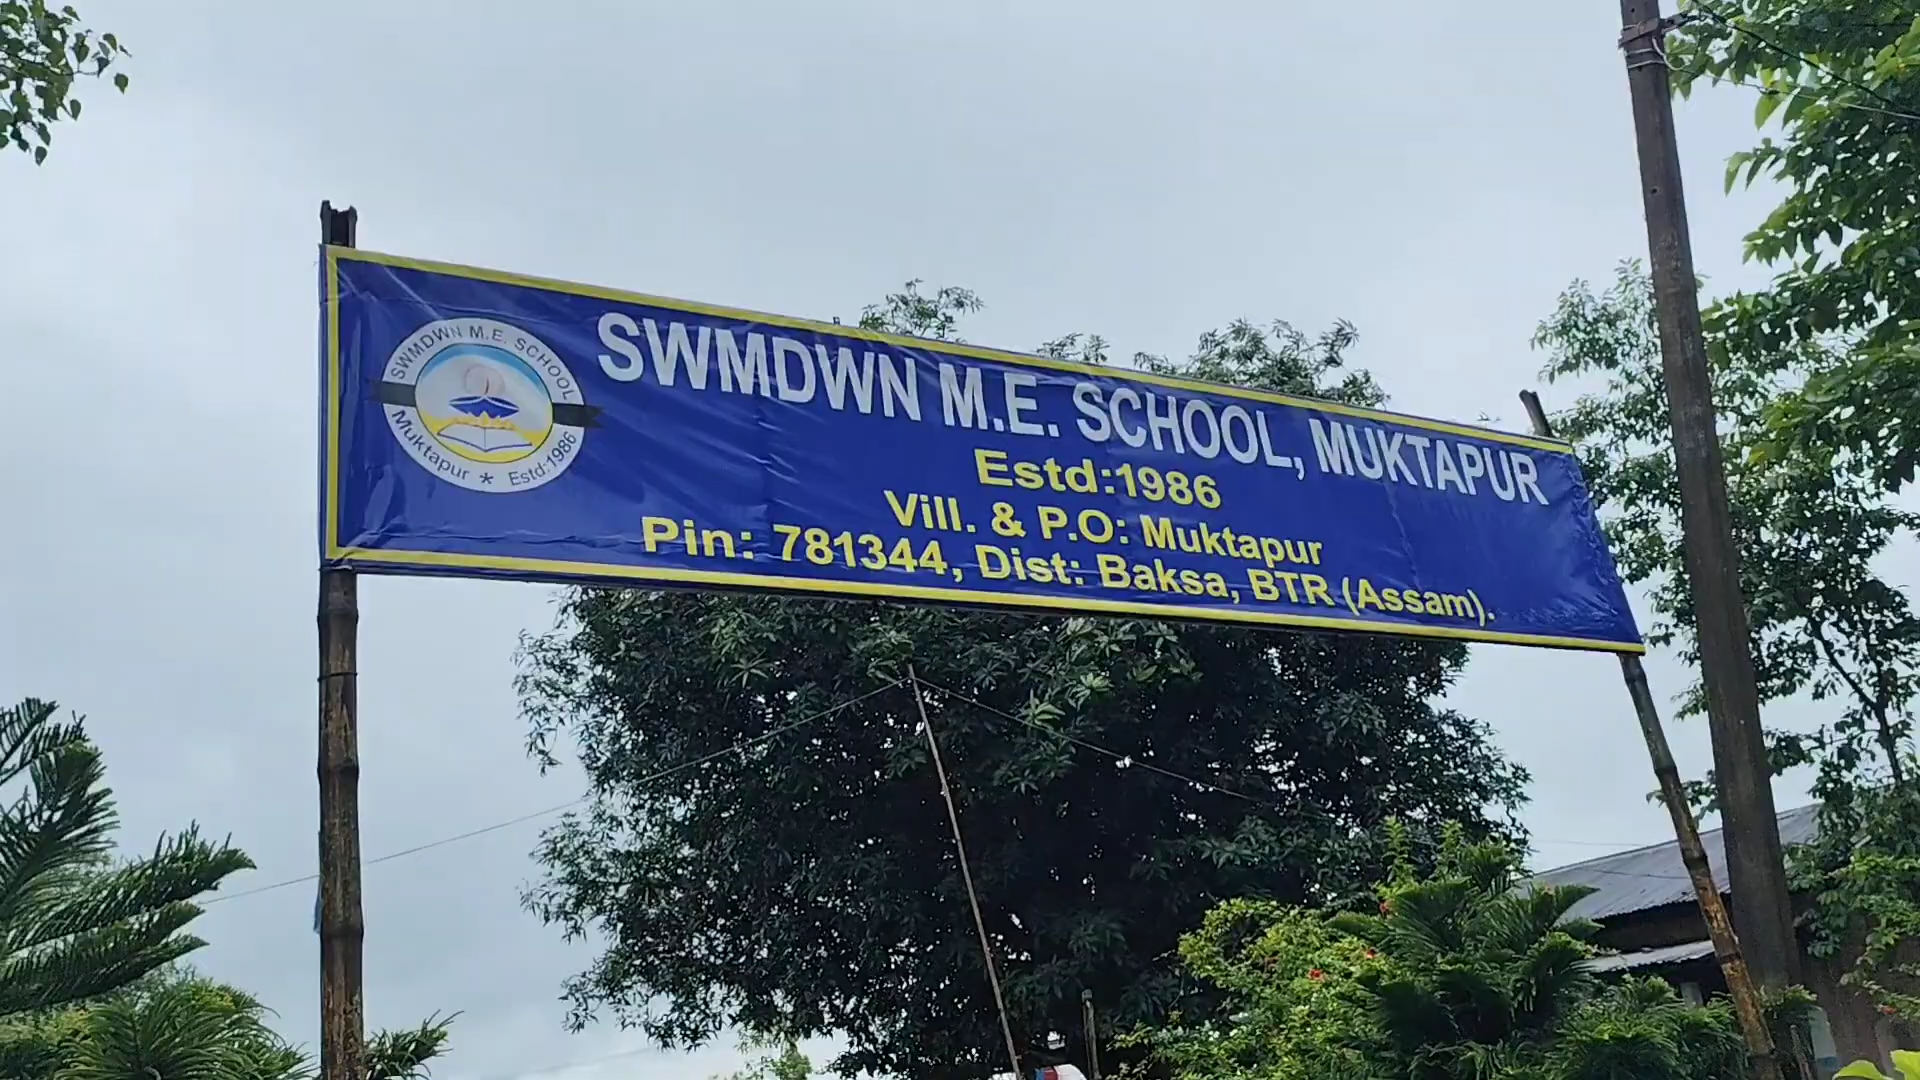 SWMDWN M.E. SCHOOL
Muktapur * Estd:1986
SWMDWN M.E. SCHOOL, MUKTAPUR
Estd:1986
Vill. & P.O: Muktapur
Pin: 781344, Dist: Baksa, BTR (Assam).